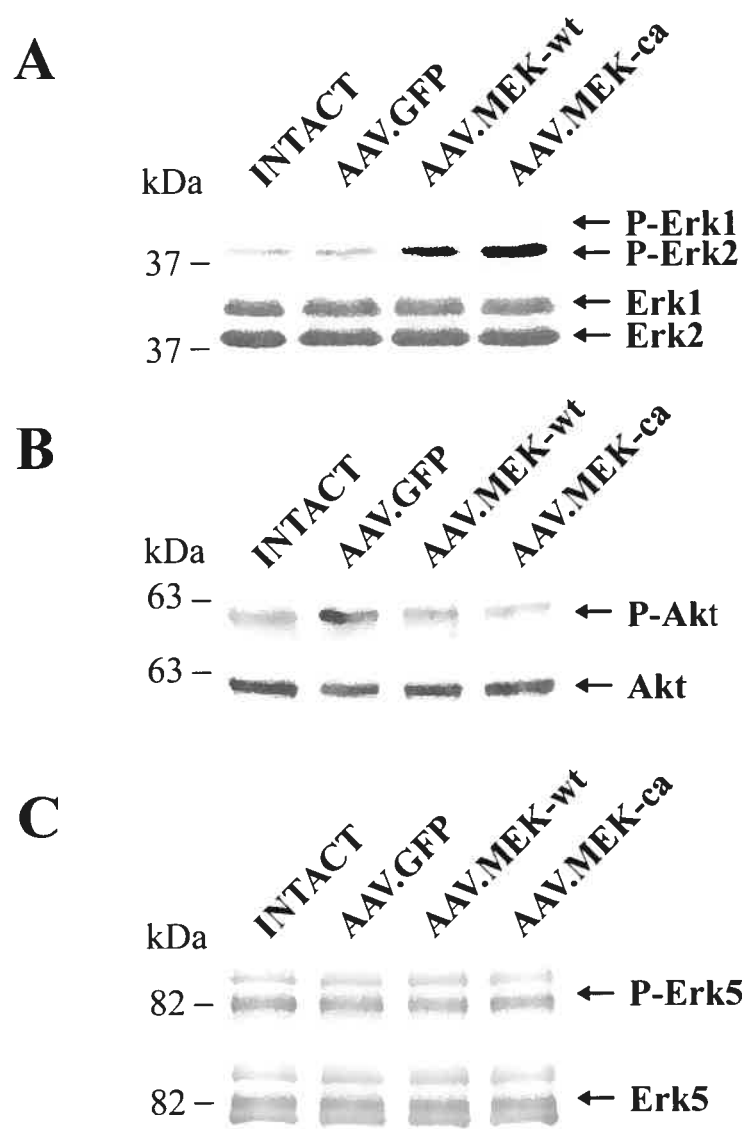 A
INTACT
AAV.GFP
AAV.MEK-wt
AAV.MEK-ca
kDa
P-Erk1
37 – P-Erk2
Erk1
37 – Erk2
B
INTACT
AAV.GFP
AAV.MEK-wt
AAV.MEK-ca
kDa
63 –
P-Akt
63 –
Akt
C
INTACT
AAV.GFP
AAV.MEK-wt
AAV.MEK-ca
kDa
82 – P-Erk5
82 – Erk5